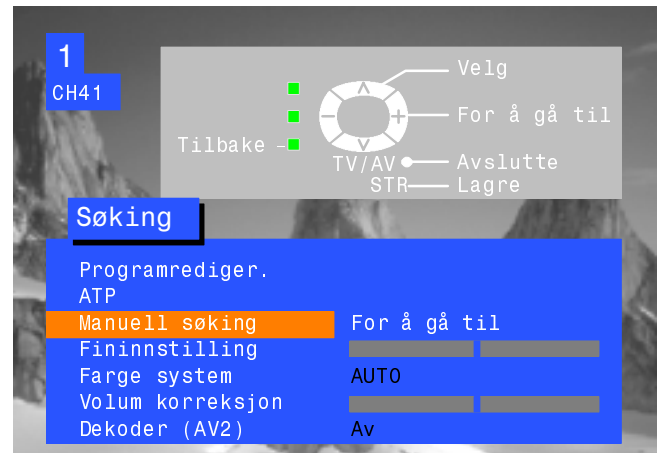 1
CH41
Velg
For å gå til
Tilbake
TV/AV Avslutte
STR Lagre
Søking
Programrediger.
ATP
Manuell søking For å gå til
Fininnstilling
Farge system AUTO
Volum korreksjon
Dekoder (AV2) Av